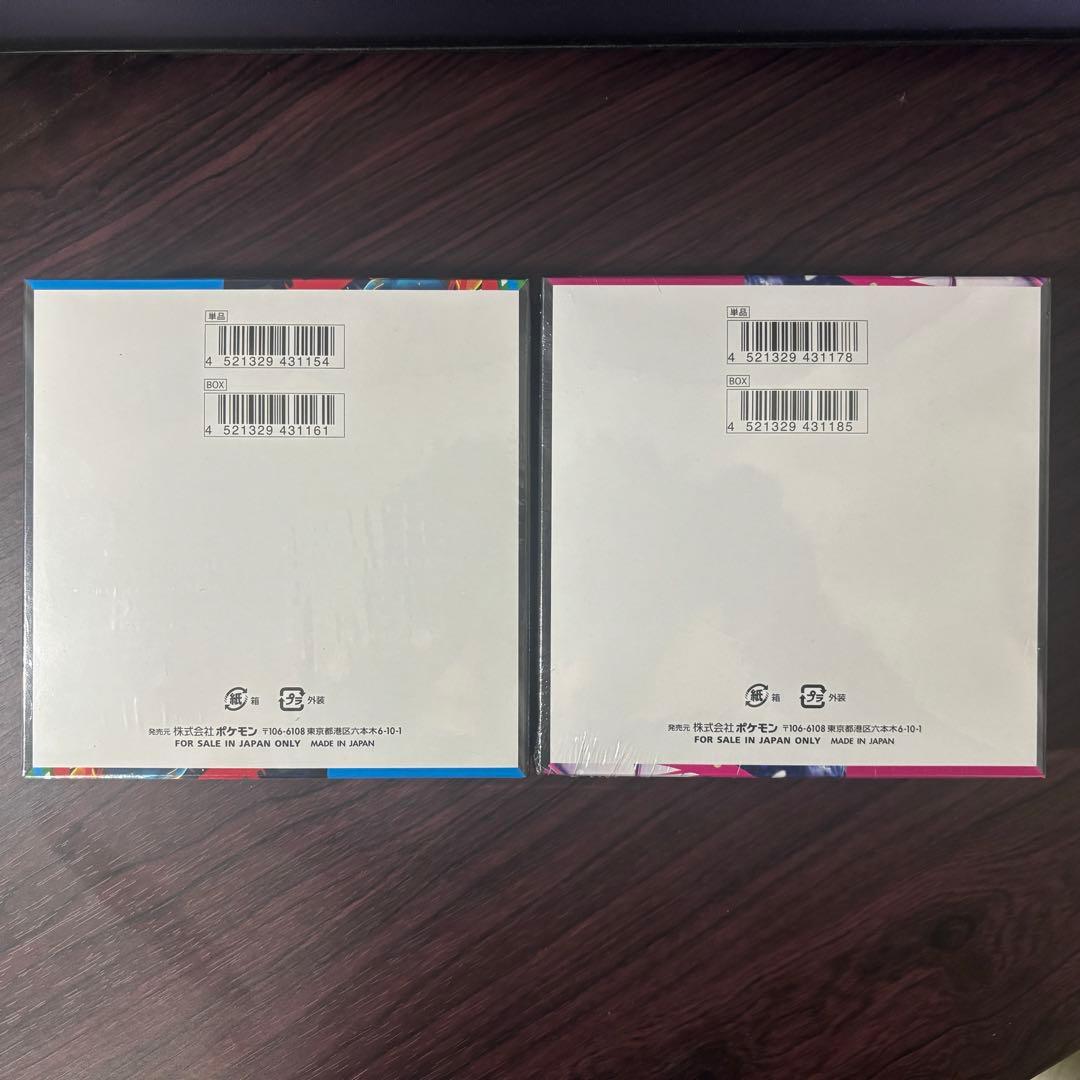 単品
4 521329 431154
BOX
4 521329 431161
紙 箱 プラ 外装
発売元 株式会社ポケモン 〒106-6108 東京都港区六本木6-10-1
FOR SALE IN JAPAN ONLY MADE IN JAPAN
単品
4 521329 431178
BOX
4 521329 431185
紙 箱 プラ 外装
発売元 株式会社ポケモン 〒106-6108 東京都港区六本木6-10-1
FOR SALE IN JAPAN ONLY MADE IN JAPAN